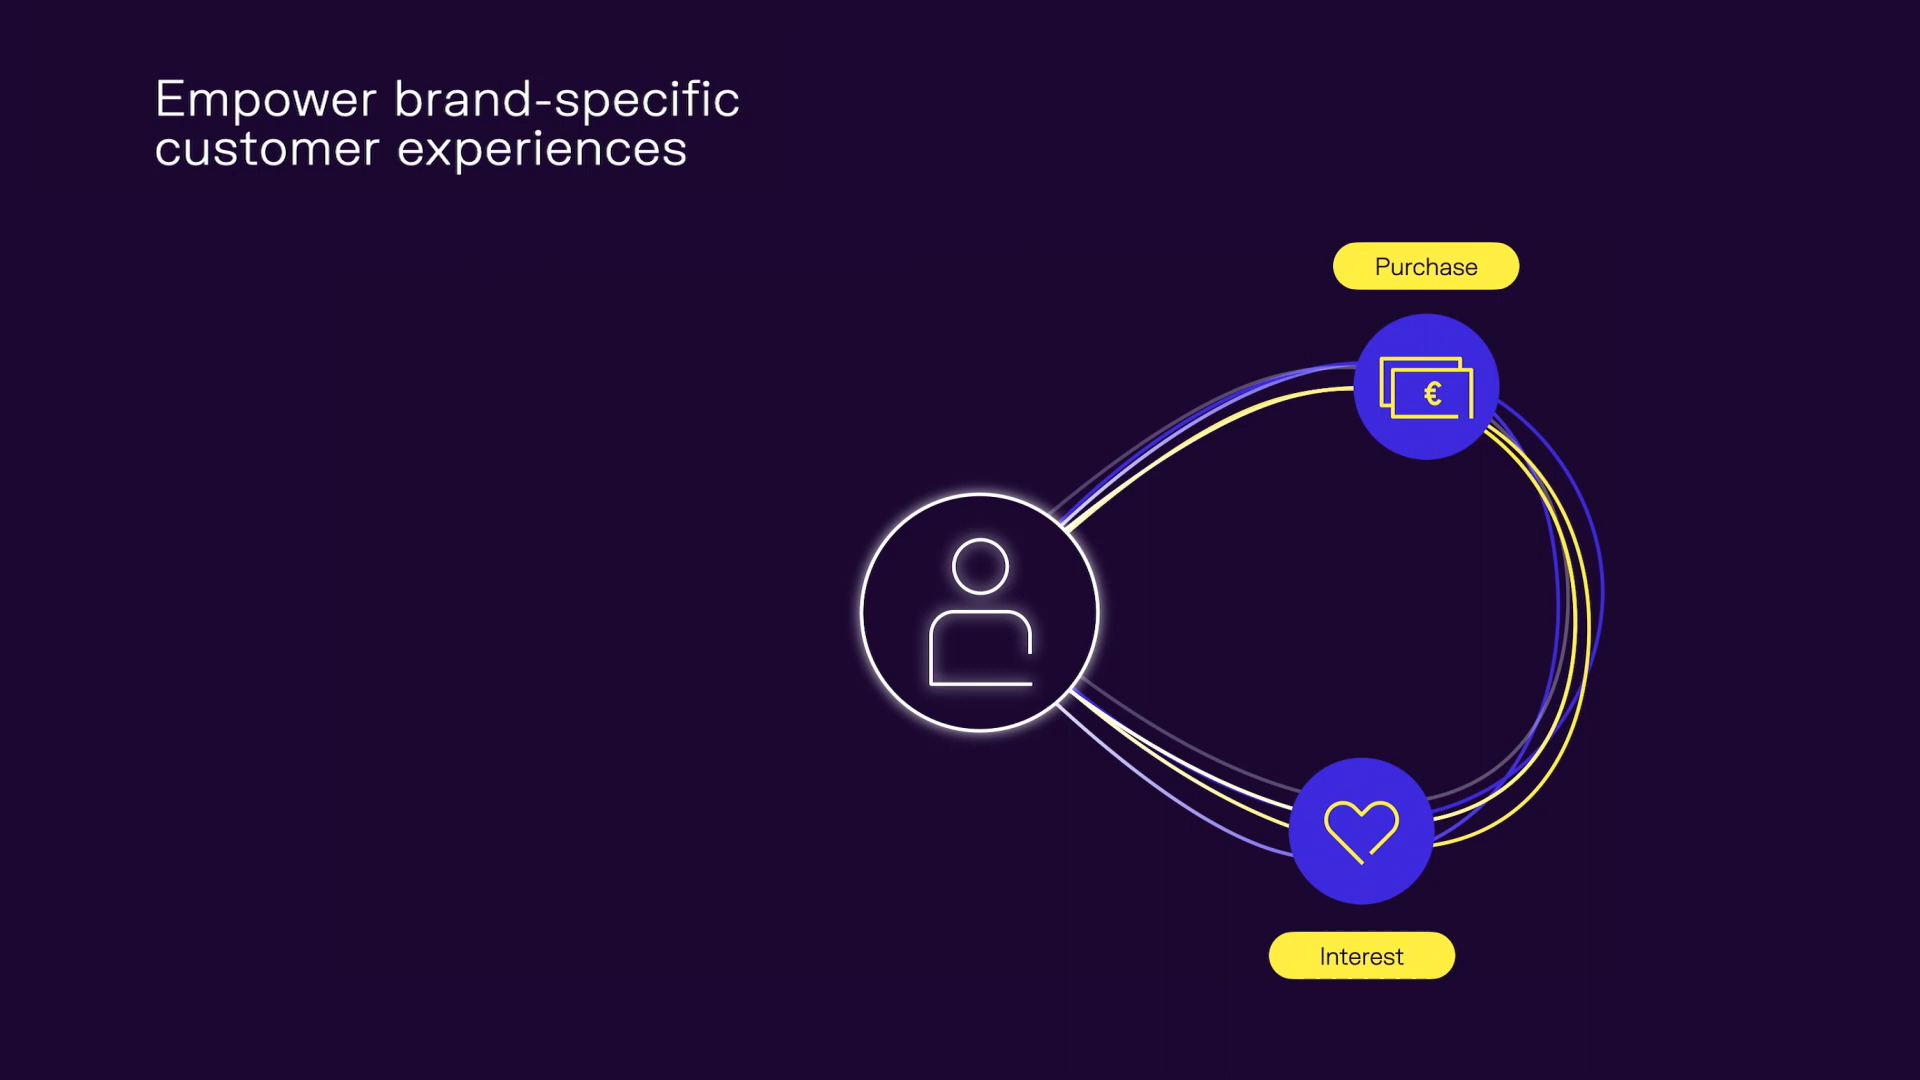 Empower brand-specific
customer experiences
Purchase
€
Interest